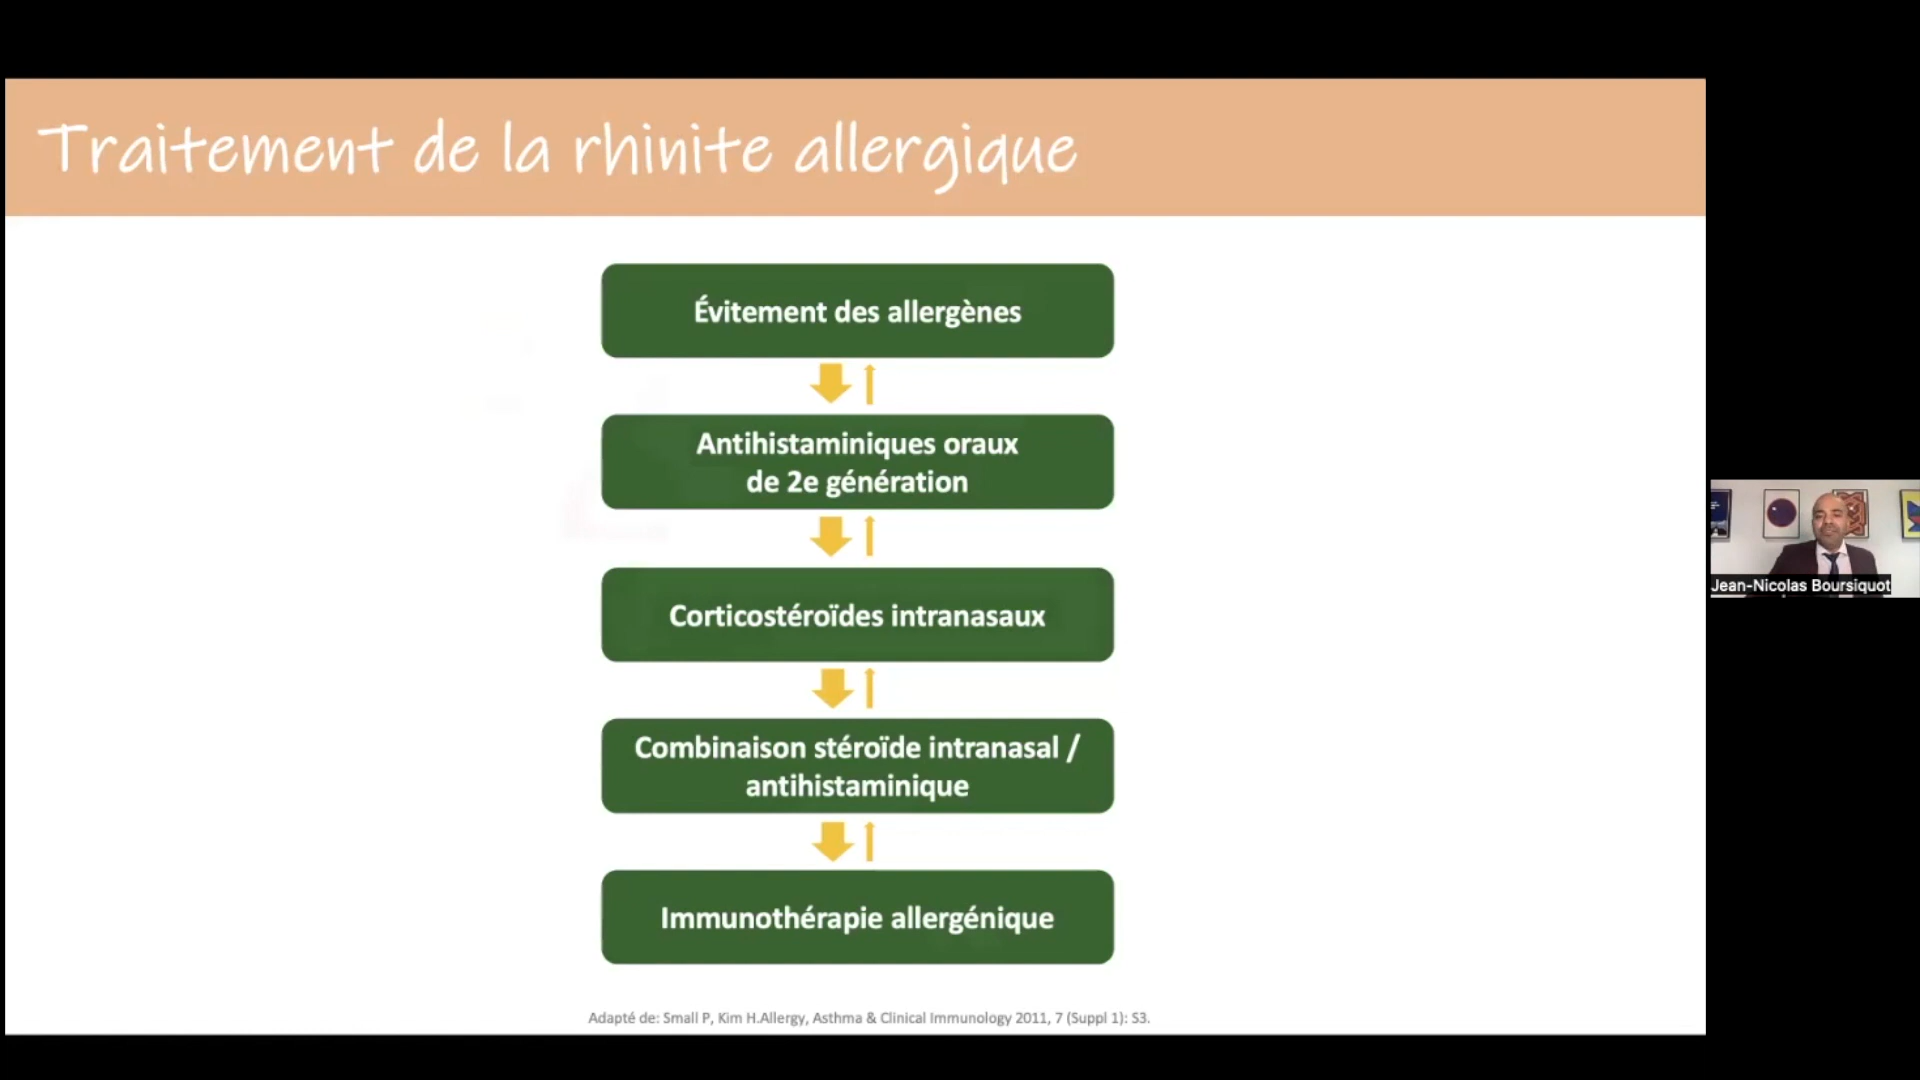 Traitement de la rhinite allergique
Évitement des allergènes
Antihistaminiques oraux
de 2e génération
Corticostéroïdes intranasaux
Combinaison stéroïde intranasal /
antihistaminique
Immunothérapie allergénique
Adapté de: Small P, Kim H.Allergy, Asthma & Clinical Immunology 2011, 7 (Suppl 1): S3.
Jean-Nicolas Boursiquot